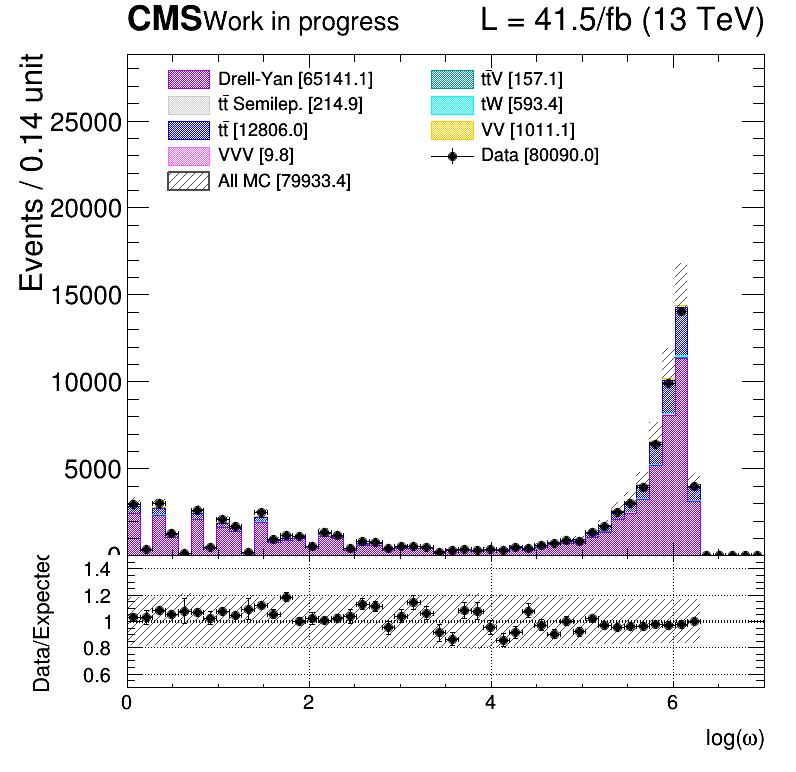 CMS Work in progress L = 41.5/fb (13 TeV)
Drell-Yan [65141.1]
tt̄V [157.1]
tt̄ Semilep. [214.9]
tW [593.4]
tt̄ [12806.0]
VV [1011.1]
VVV [9.8]
Data [80090.0]
All MC [79933.4]
Events / 0.14 unit
25000
20000
15000
10000
5000
0
Data/Expected
1.4
1.2
1
0.8
0.6
0 2 4 6
log(ω)